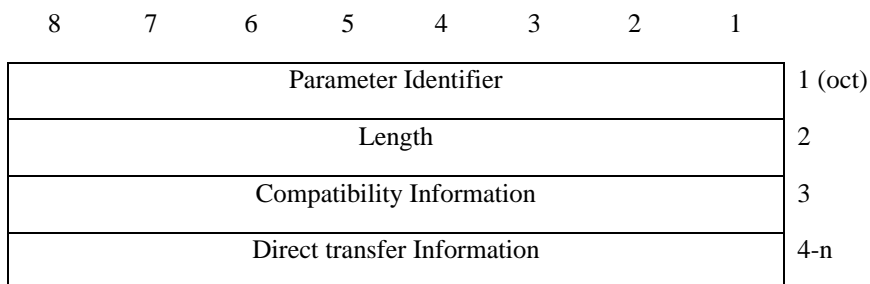 8 7 6 5 4 3 2 1
Parameter Identifier 1 (oct)
Length 2
Compatibility Information 3
Direct transfer Information 4-n